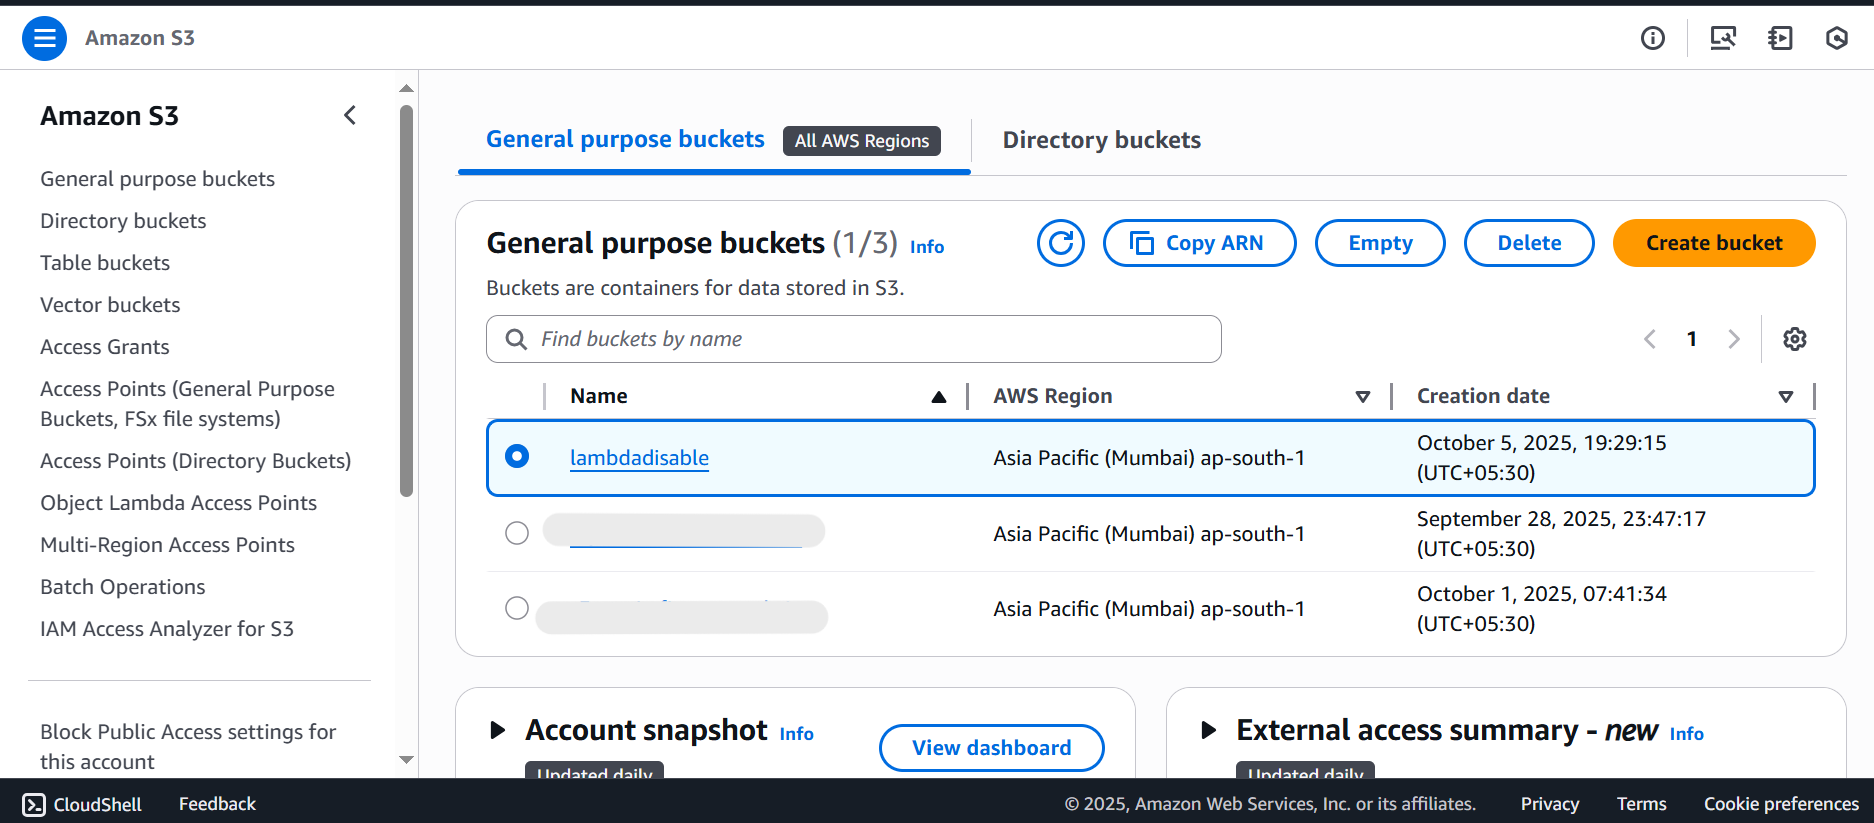 Amazon S3
Amazon S3
General purpose buckets
Directory buckets
Table buckets
Vector buckets
Access Grants
Access Points (General Purpose
Buckets, FSx file systems)
Access Points (Directory Buckets)
Object Lambda Access Points
Multi-Region Access Points
Batch Operations
IAM Access Analyzer for S3
Block Public Access settings for
this account
General purpose buckets All AWS Regions Directory buckets
General purpose buckets (1/3) Info Copy ARN Empty Delete Create bucket
Buckets are containers for data stored in S3.
Find buckets by name 1
Name AWS Region Creation date
lambdadisable Asia Pacific (Mumbai) ap-south-1 October 5, 2025, 19:29:15
(UTC+05:30)
Asia Pacific (Mumbai) ap-south-1 September 28, 2025, 23:47:17
(UTC+05:30)
Asia Pacific (Mumbai) ap-south-1 October 1, 2025, 07:41:34
(UTC+05:30)
Account snapshot Info View dashboard
Updated daily
External access summary - new Info
Updated daily
CloudShell Feedback © 2025, Amazon Web Services, Inc. or its affiliates. Privacy Terms Cookie preferences